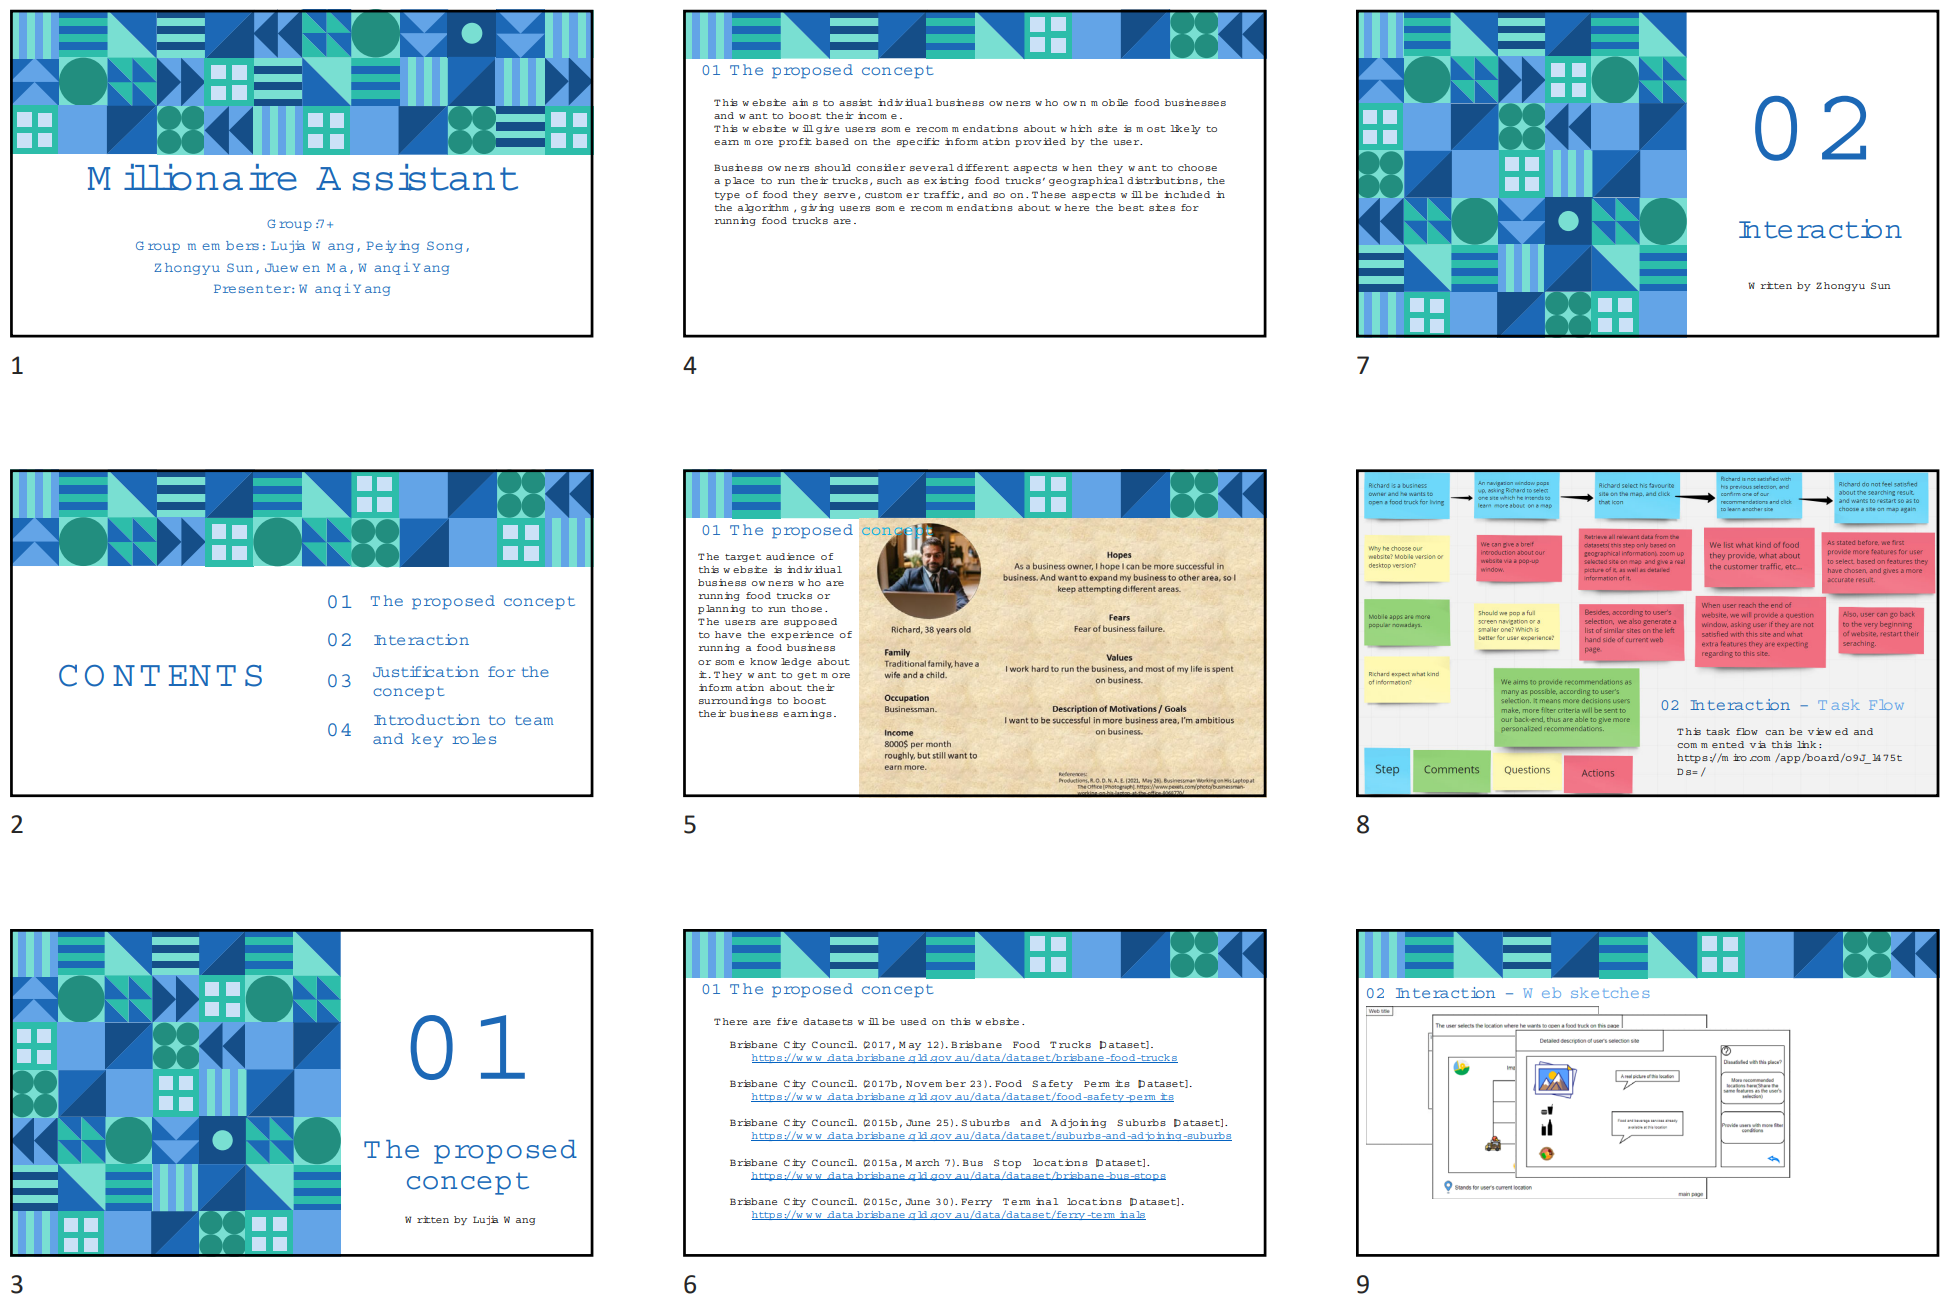 Millionaire Assistant
Group:7+
Group members: Lujia Wang, Peiying Song,
Zhongyu Sun, Juewen Ma, Wanqi Yang
Presenter: Wanqi Yang
1
CONTENTS
01 The proposed concept
02 Interaction
03 Justification for the
concept
04 Introduction to team
and key roles
2
01
The proposed
concept
Written by Lujia Wang
3
01 The proposed concept
This website aims to assist individual business owners who own mobile food businesses
and want to boost their income.
This website will give users some recommendations about which site is most likely to
earn more profit based on the specific information provided by the user.
Business owners should consider several different aspects when they want to choose
a place to run their trucks, such as existing food trucks' geographical distributions, the
type of food they serve, customer traffic, and so on. These aspects will be included in
the algorithm, giving users some recommendations about where the best sites for
running food trucks are.
4
01 The proposed concept
The target audience of
this website is individual
business owners who are
running food trucks or
planning to run those.
The users are supposed
to have the experience of
running a food business
or some knowledge about
it. They want to get more
information about their
surroundings to boost
their business earnings.
Richard, 38 years old
Family
Traditional family, have a
wife and a child.
Occupation
Businessman.
Income
8000$ per month
roughly, but still want to
earn more.
Hopes
As a business owner, I hope I can be more successful in
business. And want to expand my business to other area, so I
keep attempting different areas.
Fears
Fear of business failure.
Values
I work hard to run the business, and most of my life is spent
on business.
Description of Motivations / Goals
I want to be successful in more business area, I'm ambitious
on business.
References:
Productions, R. O. D. N. A. E. (2021, May 26). Businessman Working on His Laptop at
The Office [Photograph]. https://www.pexels.com/photo/businessman-
5
01 The proposed concept
There are five datasets will be used on this website.
Brisbane City Council. (2017, May 12). Brisbane Food Trucks [Dataset].
https://www.data.brisbane.qld.gov.au/data/dataset/brisbane-food-trucks
Brisbane City Council. (2017b, November 23). Food Safety Permits [Dataset].
https://www.data.brisbane.qld.gov.au/data/dataset/food-safety-permits
Brisbane City Council. (2015b, June 25). Suburbs and Adjoining Suburbs [Dataset].
https://www.data.brisbane.qld.gov.au/data/dataset/suburbs-and-adjoining-suburbs
Brisbane City Council. (2015a, March 7). Bus Stop locations [Dataset].
https://www.data.brisbane.qld.gov.au/data/dataset/brisbane-bus-stops
Brisbane City Council. (2015c, June 30). Ferry Terminal locations [Dataset].
https://www.data.brisbane.qld.gov.au/data/dataset/ferry-terminals
6
02
Interaction
Written by Zhongyu Sun
7
Richard is a business
owner and he wants to
open a food truck for living
An navigation window pops
up, asking Richard to select
one site which he intends to
learn more about on a map
Richard select his favourite
site on the map, and click
that icon
Richard is not satisfied with
his previous selection, and
confirm one of our
recommendations and click
to learn another site
Richard do not feel satisfied
about the searching result,
and wants to restart so as to
choose a site on map again
Why he choose our
website? Mobile version or
desktop version?
We can give a bref
introduction about our
website via a pop-up
window.
Retrieve all relevant data from the
datasets(this step only based on
geographical information), zoom up
selected site on map and give a real
picture of it, as well as detailed
information of it.
We list what kind of food
they provide, what about
the customer traffic, etc...
As stated before, we first
provide more features for user
to select, based on features they
have chosen, and gives a more
accurate result.
Mobile apps are more
popular nowadays.
Should we pop a full
screen navigation or a
smaller one? Which is
better for user experience?
Besides, according to user's
selection, we also generate a
list of similar sites on the left
hand side of current web
page.
When user reach the end of
website, we will provide a question
window, asking user if they are not
satisfied with this site and what
extra features they are expecting
regarding to this site.
Also, user can go back
to the very beginning
of website, restart their
seraching.
Richard expect what kind
of information?
We aims to provide recommendations as
many as possible, according to user's
selection. It means more decisions users
make, more filter criteria will be sent to
our back-end, thus are able to give more
personalized recommendations.
Step
Comments
Questions
Actions
02 Interaction - Task Flow
This task flow can be viewed and
commented via this link:
https://miro.com/app/board/o9J_l475t
Ds=/
8
02 Interaction - Web sketches
Web title
The user selects the location where he wants to open a food truck on this page
Detailed description of user's selection site
Ima
A real picture of this location
Food and beverage services already
available at this location
Dissatisfied with this place?
More recommended
locations here(Share the
same features as the user's
selection)
Provide users with more filter
conditions
Stands for user's current location
main page
9